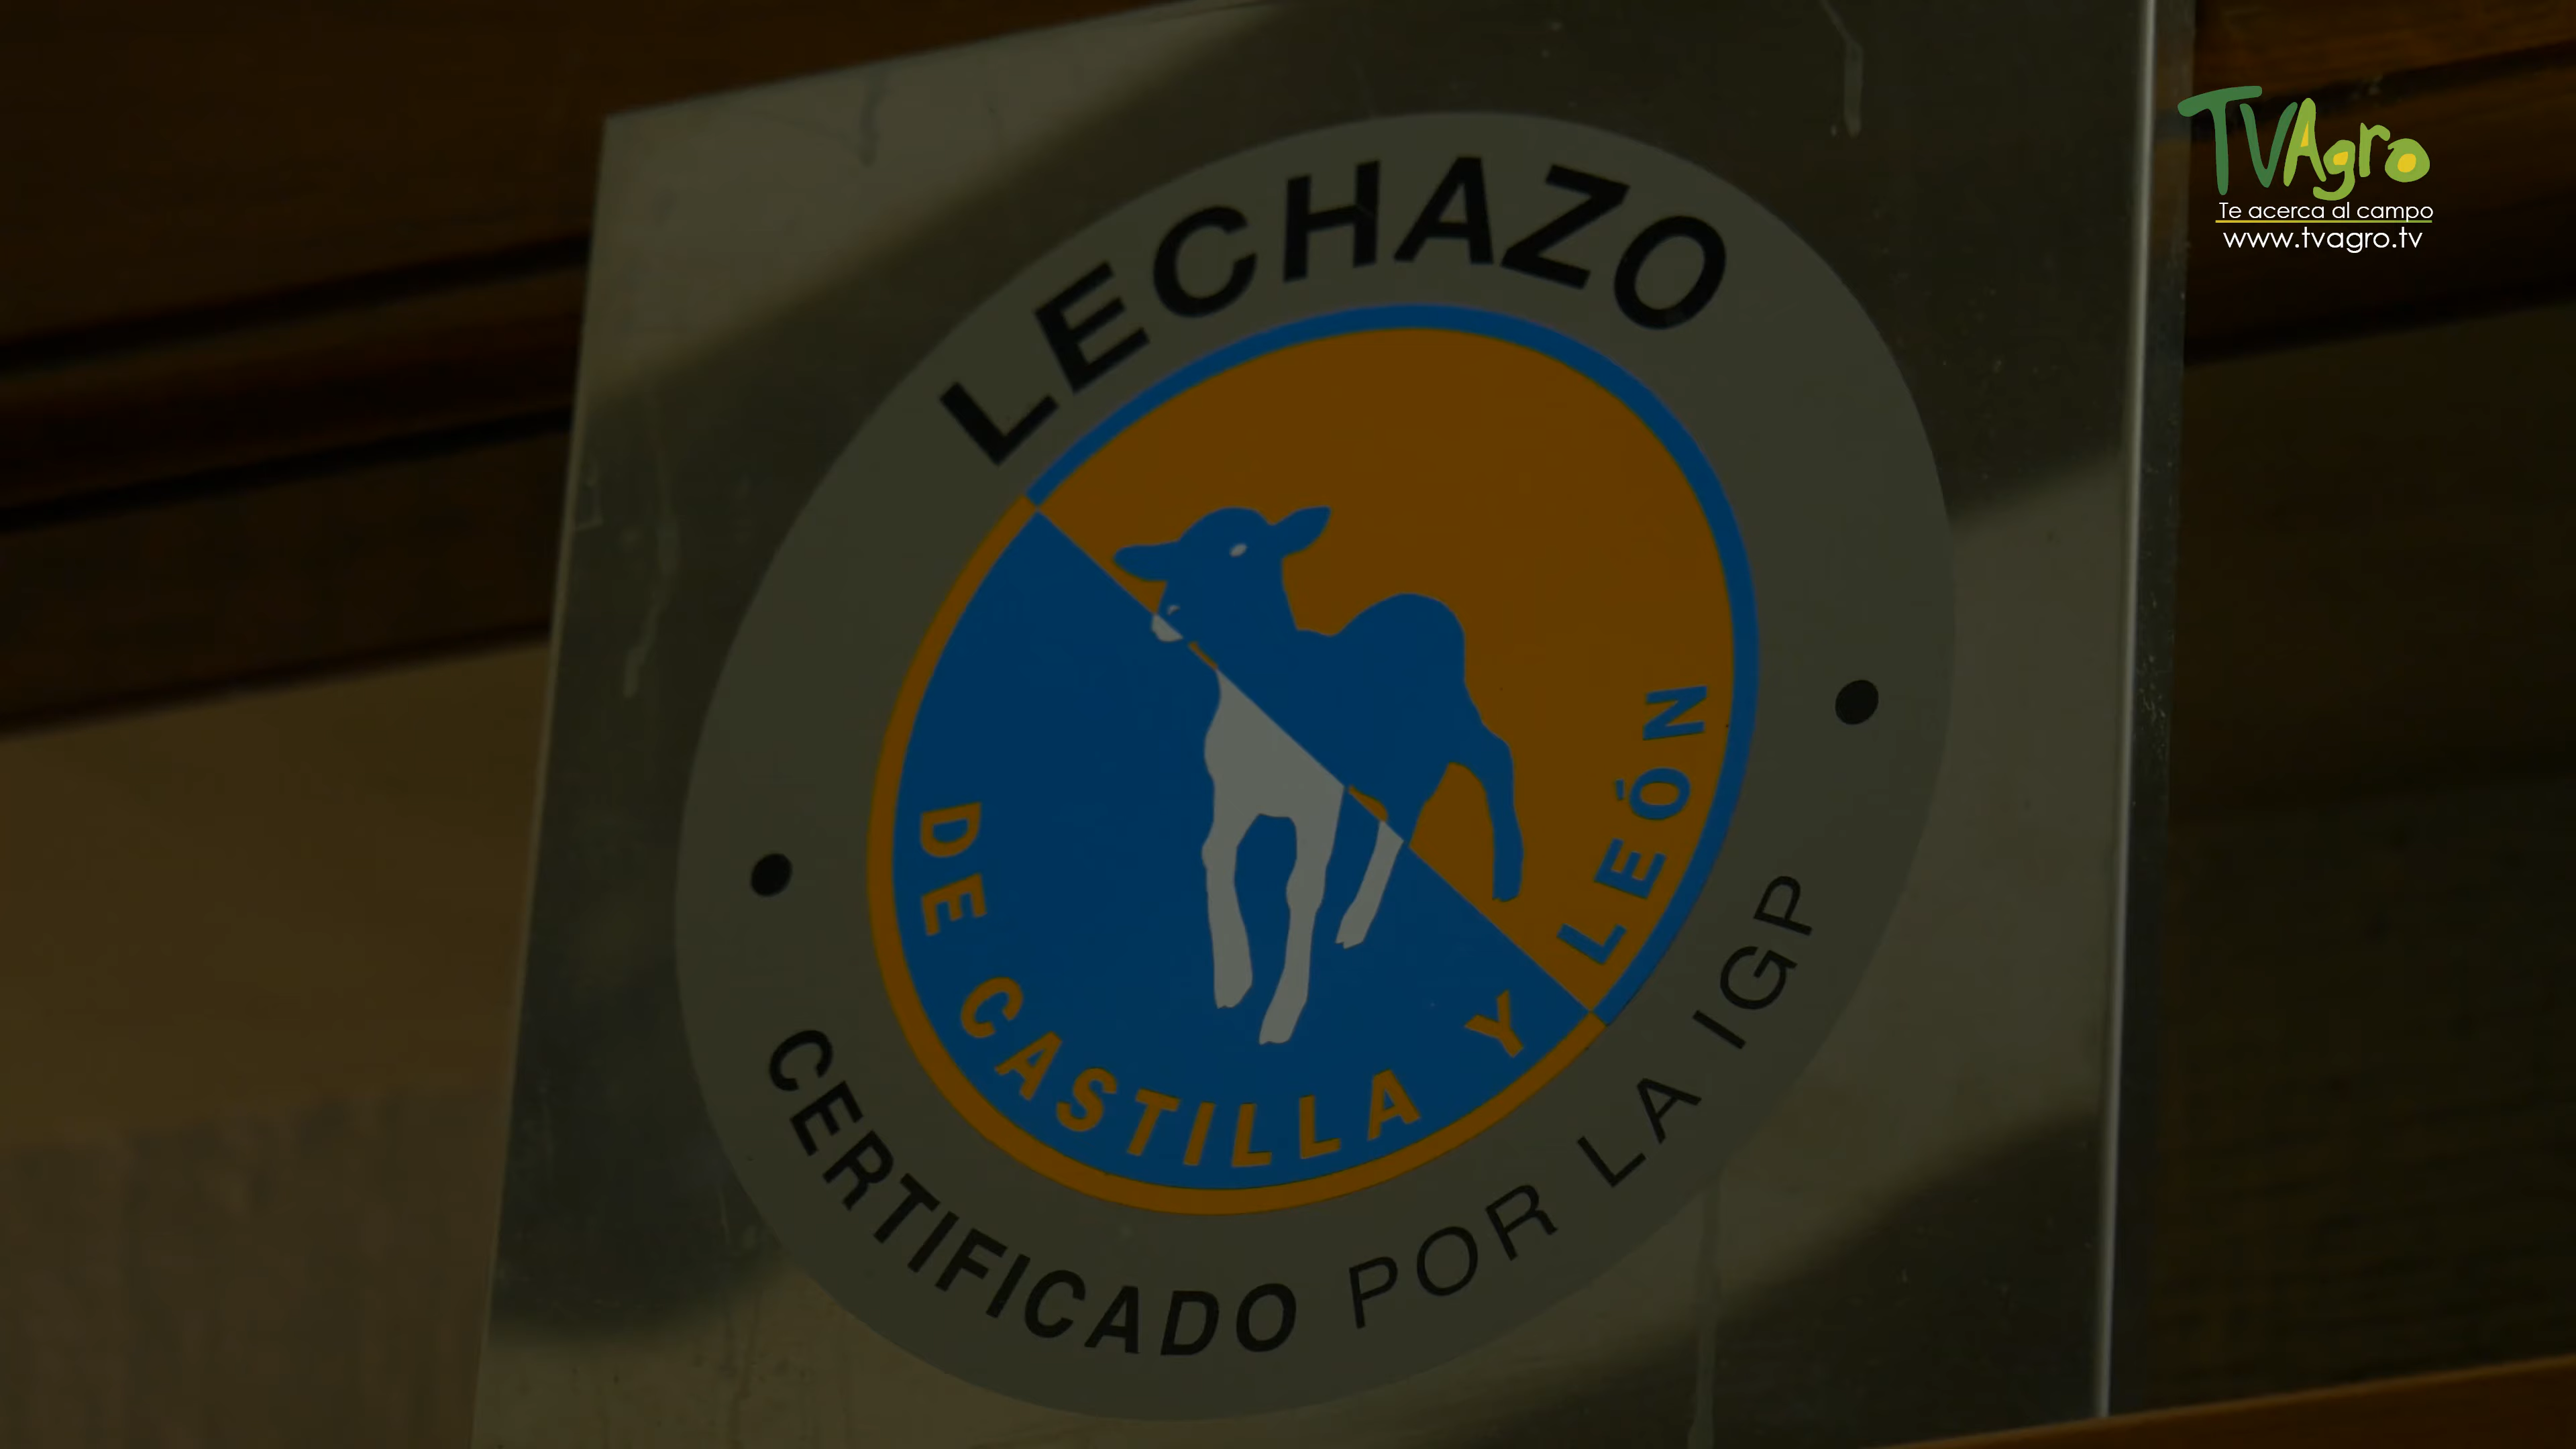 LECHAZO
DE CASTILLA Y LEÓN
CERTIFICADO POR LA IGP
TVAgro
Te acerca al campo
www.tvagro.tv